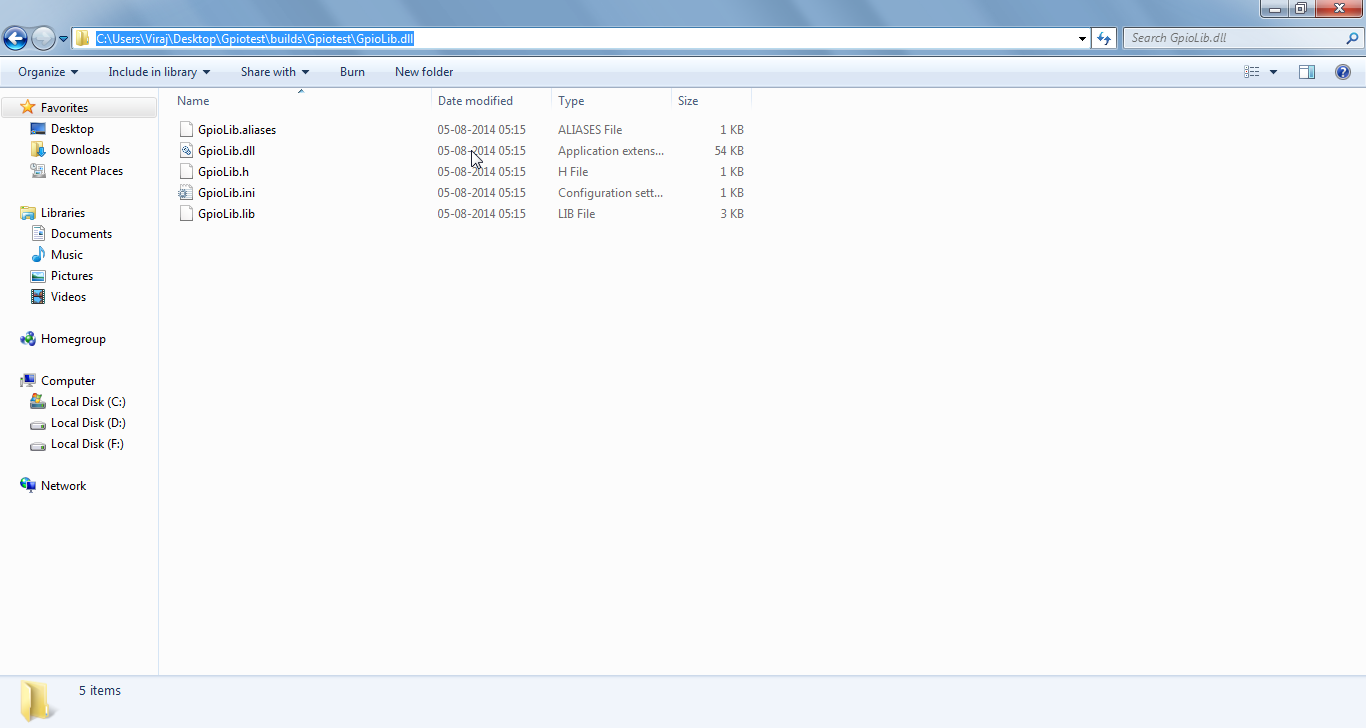 C:\Users\Viraj\Desktop\Gpiotest\builds\Gpiotest\GpioLib.dll
Search GpioLib.dll
Organize Include in library Share with Burn New folder
Name Date modified Type Size
Favorites
Desktop
Downloads
Recent Places
Libraries
Documents
Music
Pictures
Videos
Homegroup
Computer
Local Disk (C:)
Local Disk (D:)
Local Disk (F:)
Network
GpioLib.aliases 05-08-2014 05:15 ALIASES File 1 KB
GpioLib.dll 05-08-2014 05:15 Application extens... 54 KB
GpioLib.h 05-08-2014 05:15 H File 1 KB
GpioLib.ini 05-08-2014 05:15 Configuration sett... 1 KB
GpioLib.lib 05-08-2014 05:15 LIB File 3 KB
5 items